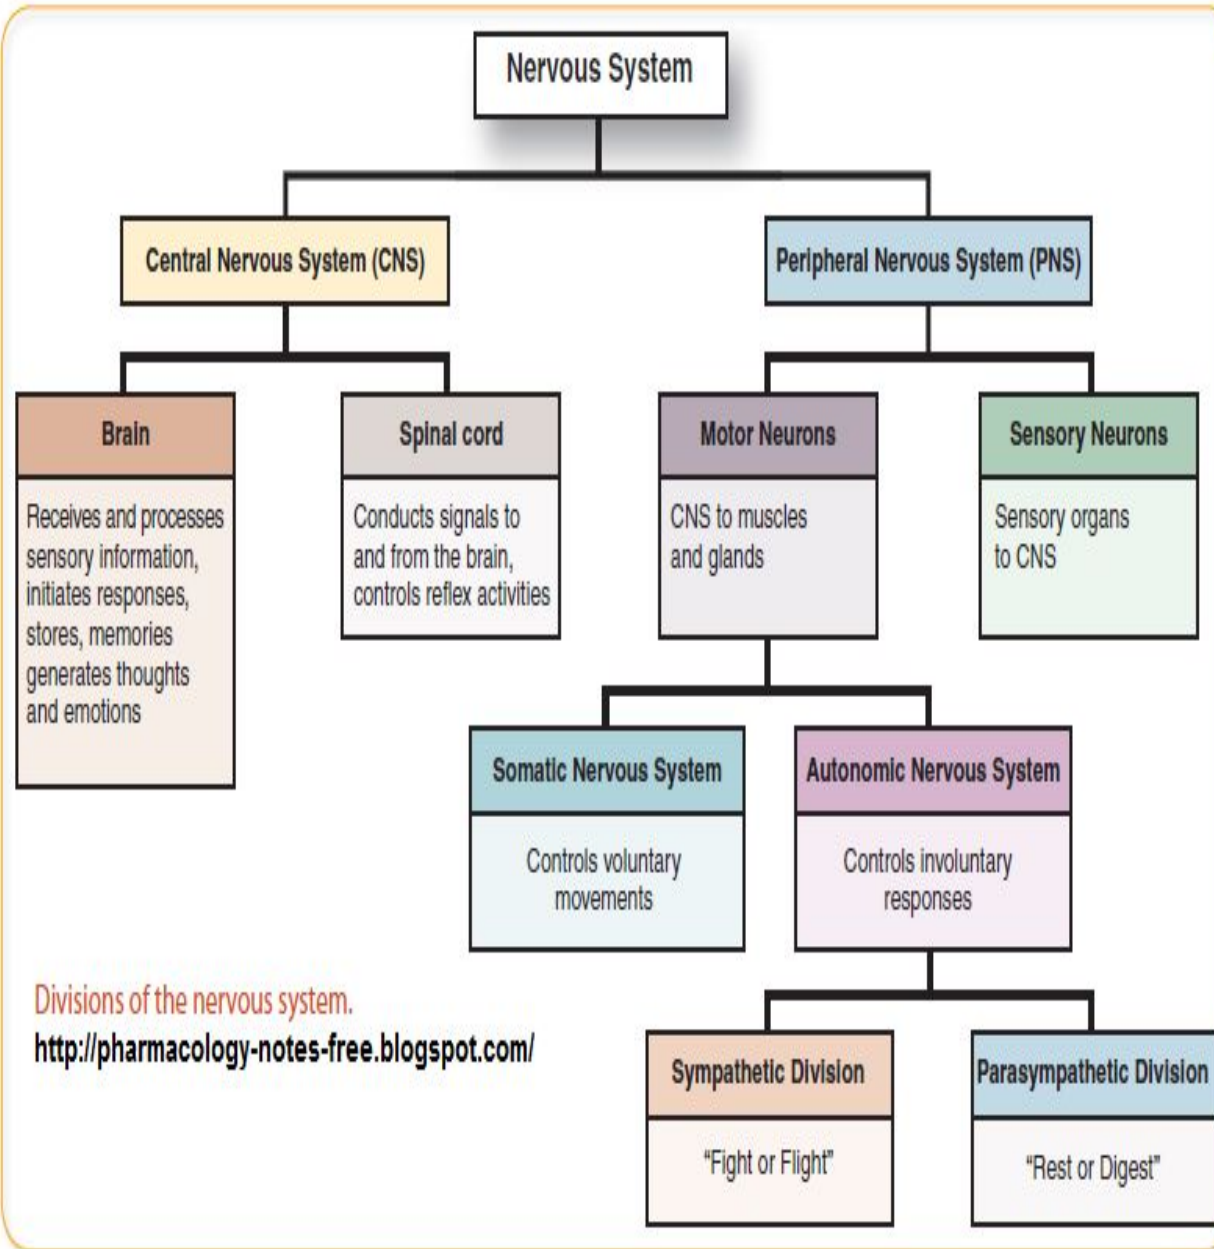 Nervous System
Central Nervous System (CNS)
Peripheral Nervous System (PNS)
Brain
Receives and processes
sensory information,
initiates responses,
stores, memories
generates thoughts
and emotions
Spinal cord
Conducts signals to
and from the brain,
controls reflex activities
Motor Neurons
CNS to muscles
and glands
Sensory Neurons
Sensory organs
to CNS
Somatic Nervous System
Controls voluntary
movements
Autonomic Nervous System
Controls involuntary
responses
Sympathetic Division
“Fight or Flight”
Parasympathetic Division
“Rest or Digest”
Divisions of the nervous system.
http://pharmacology-notes-free.blogspot.com/